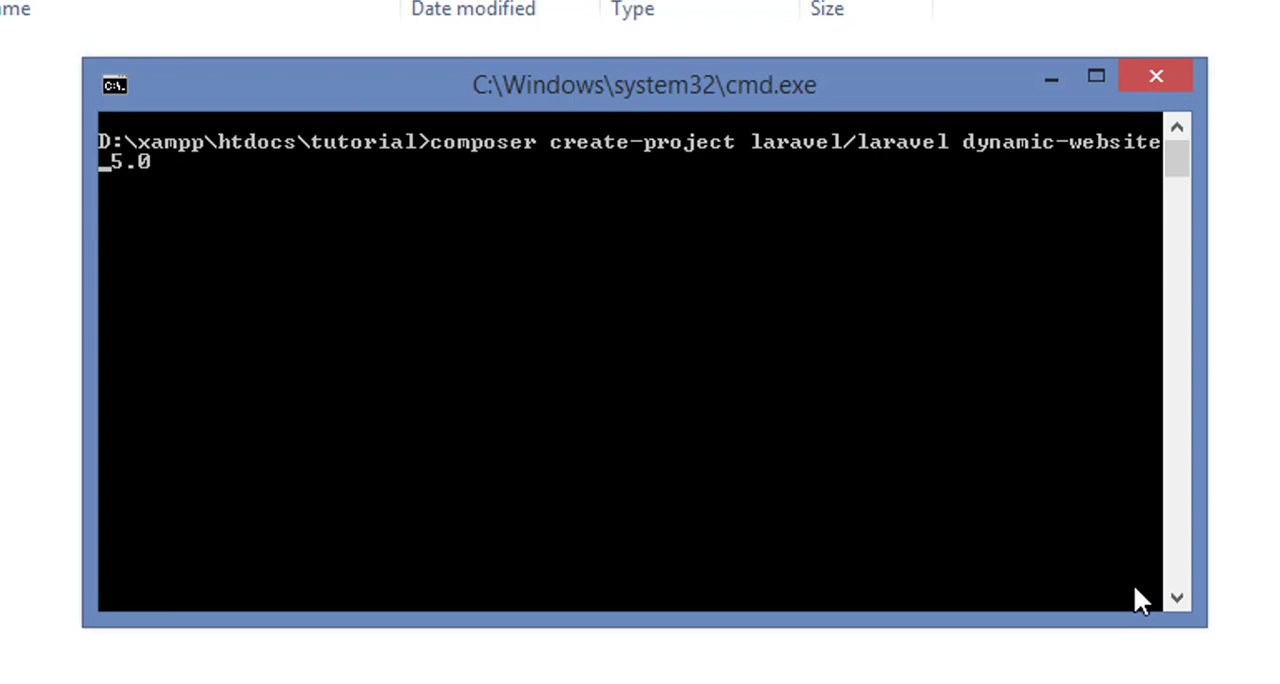 ame Date modified Type Size
C:\Windows\system32\cmd.exe
D:\xampp\htdocs\tutorial>composer create-project laravel/laravel dynamic-website
5.0